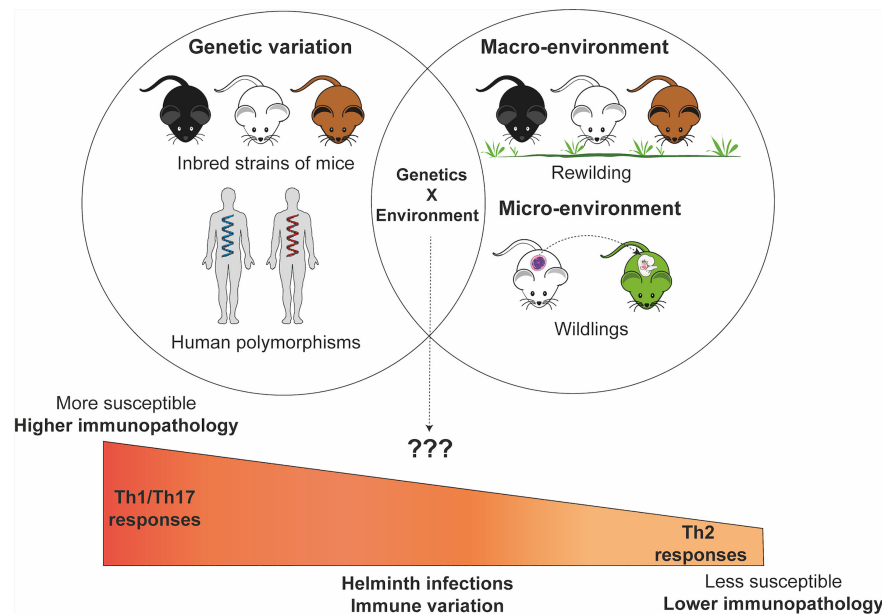 Genetic variation
Inbred strains of mice
Human polymorphisms
Genetics
X
Environment
Macro-environment
Rewilding
Micro-environment
Wildlings
More susceptible
Higher immunopathology
???
Th1/Th17
responses
Th2
responses
Helminth infections
Immune variation
Less susceptible
Lower immunopathology